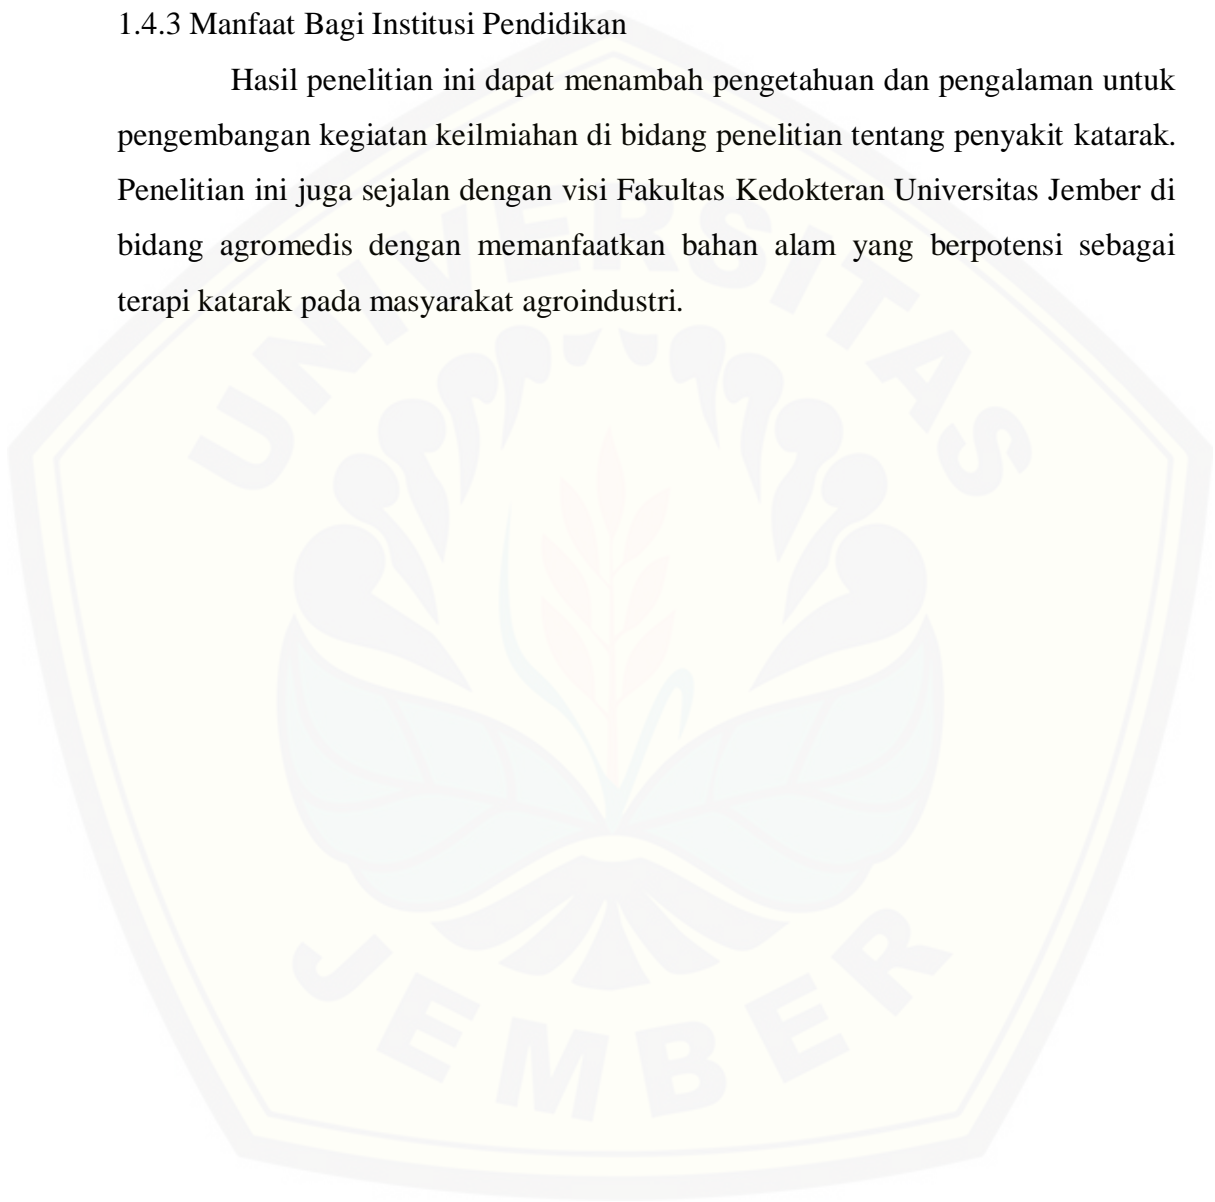 1.4.3 Manfaat Bagi Institusi Pendidikan
Hasil penelitian ini dapat menambah pengetahuan dan pengalaman untuk
pengembangan kegiatan keilmiahan di bidang penelitian tentang penyakit katarak.
Penelitian ini juga sejalan dengan visi Fakultas Kedokteran Universitas Jember di
bidang agromedis dengan memanfaatkan bahan alam yang berpotensi sebagai
terapi katarak pada masyarakat agroindustri.
UNIVERSITAS
JEMBER